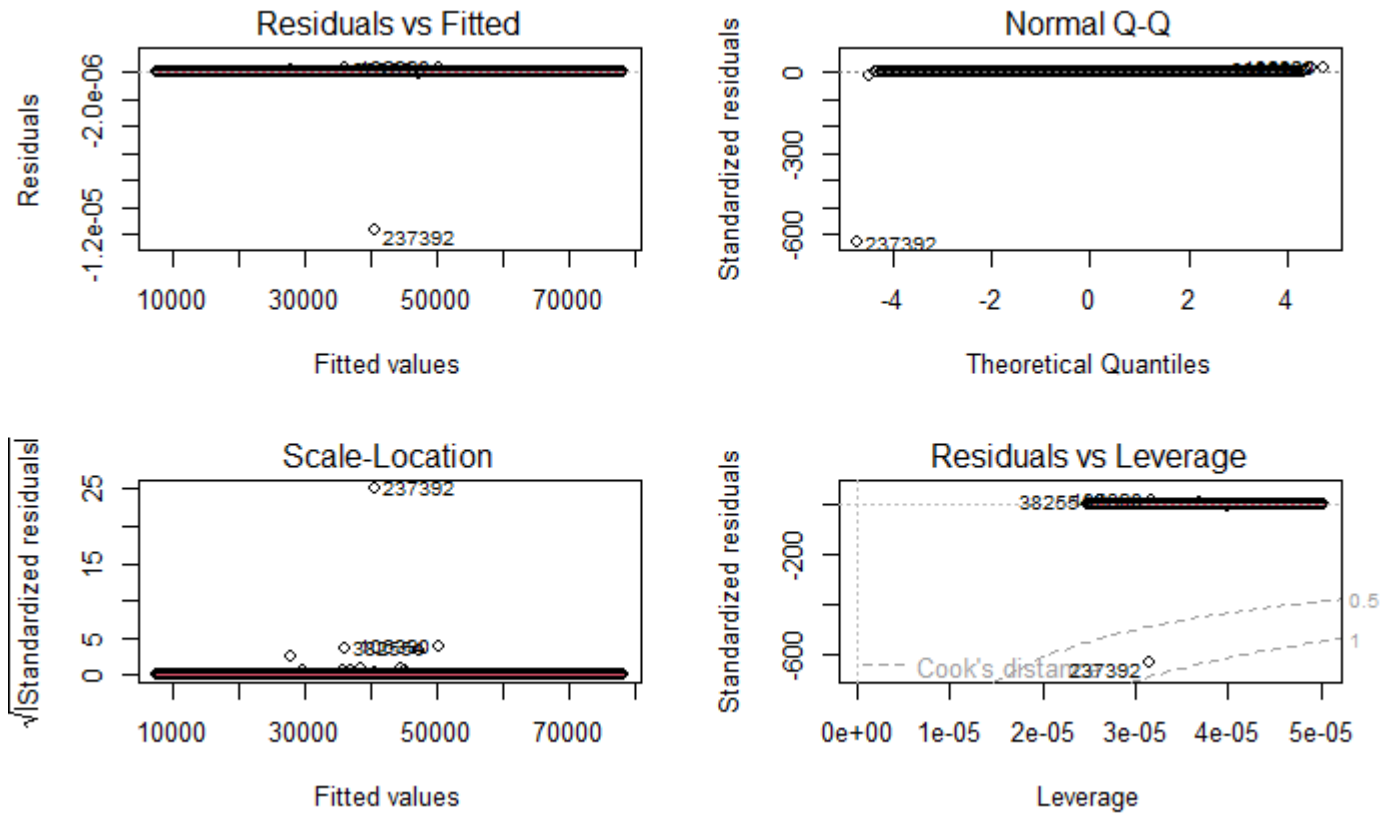 Residuals vs Fitted
Residuals
-2.0e-06
-1.2e-05
237392
10000 30000 50000 70000
Fitted values
Normal Q-Q
Standardized residuals
0
-300
-600
237392
-4 -2 0 2 4
Theoretical Quantiles
Scale-Location
√|Standardized residuals|
25
15
5
0
237392
10000 30000 50000 70000
Fitted values
Residuals vs Leverage
Standardized residuals
-200
-600
0.5
1
Cook's distance
237392
0e+00 1e-05 2e-05 3e-05 4e-05 5e-05
Leverage